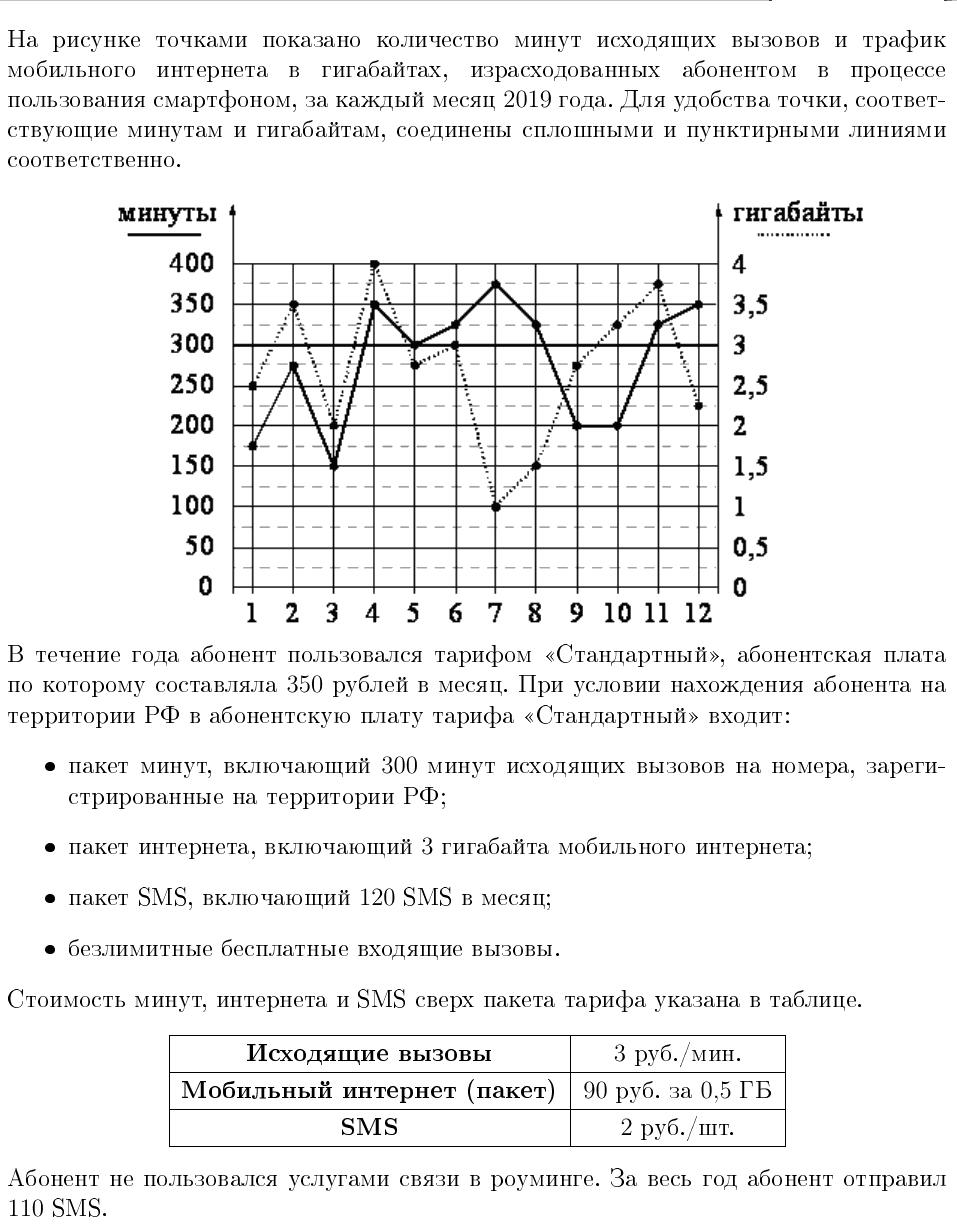 На рисунке точками показано количество минут исходящих вызовов и трафик
мобильного интернета в гигабайтах, израсходованных абонентом в процессе
пользования смартфоном, за каждый месяц 2019 года. Для удобства точки, соответ-
ствующие минутам и гигабайтам, соединены сплошными и пунктирными линиями
соответственно.
минуты гигабайты
400 4
350 3,5
300 3
250 2,5
200 2
150 1,5
100 1
50 0,5
0 0
1 2 3 4 5 6 7 8 9 10 11 12
В течение года абонент пользовался тарифом «Стандартный», абонентская плата
по которому составляла 350 рублей в месяц. При условии нахождения абонента на
территории РФ в абонентскую плату тарифа «Стандартный» входит:
• пакет минут, включающий 300 минут исходящих вызовов на номера, зареги-
стрированные на территории РФ;
• пакет интернета, включающий 3 гигабайта мобильного интернета;
• пакет SMS, включающий 120 SMS в месяц;
• безлимитные бесплатные входящие вызовы.
Стоимость минут, интернета и SMS сверх пакета тарифа указана в таблице.
Исходящие вызовы 3 руб./мин.
Мобильный интернет (пакет) 90 руб. за 0,5 ГБ
SMS 2 руб./шт.
Абонент не пользовался услугами связи в роуминге. За весь год абонент отправил
110 SMS.